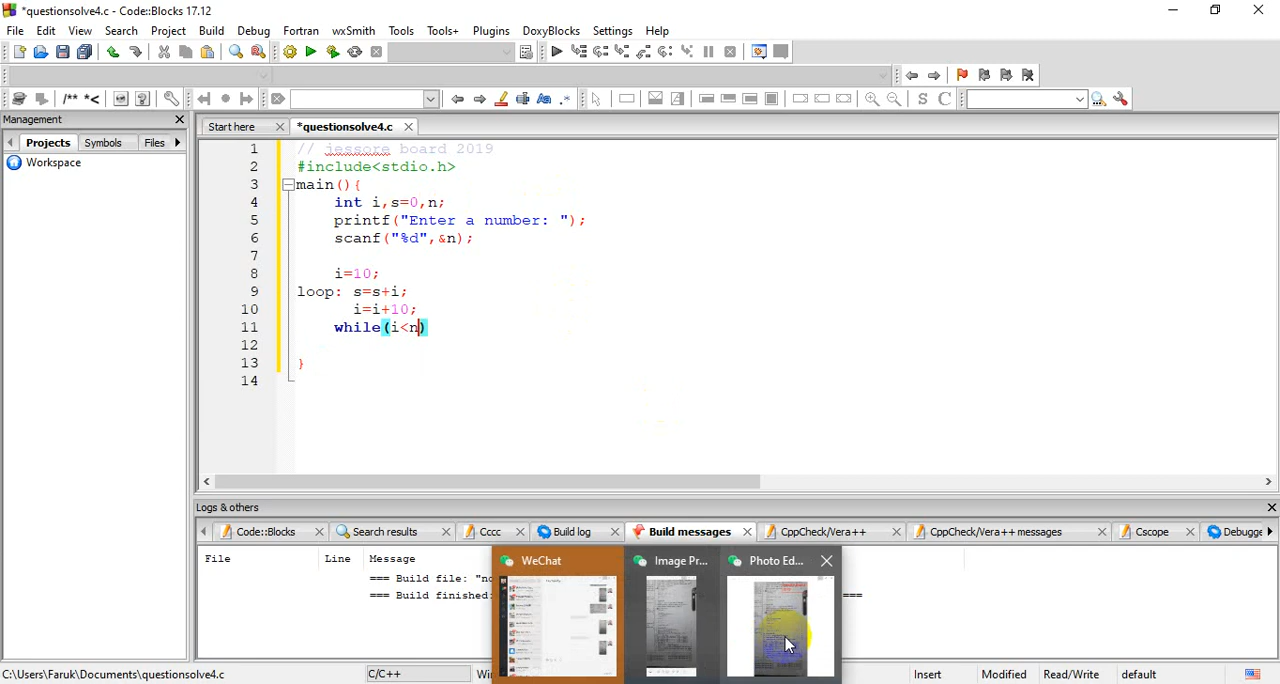 *questionsolve4.c - Code::Blocks 17.12
File Edit View Search Project Build Debug Fortran wxSmith Tools Tools+ Plugins DoxyBlocks Settings Help
/** *<
S C
Management
Projects Symbols Files
Workspace
Start here
*questionsolve4.c
1 // jessore board 2019
2 #include<stdio.h>
3 main(){
4 int i,s=0,n;
5 printf("Enter a number: ");
6 scanf("%d",&n);
7
8 i=10;
9 loop: s=s+i;
10 i=i+10;
11 while(i<n)
12
13 }
14
Logs & others
Code::Blocks Search results Cccc Build log Build messages CppCheck/Vera++ CppCheck/Vera++ messages Cscope Debugge
File Line Message
=== Build file: "no
=== Build finished: ===
WeChat Image Pr... Photo Ed...
C:\Users\Faruk\Documents\questionsolve4.c C/C++ Insert Modified Read/Write default